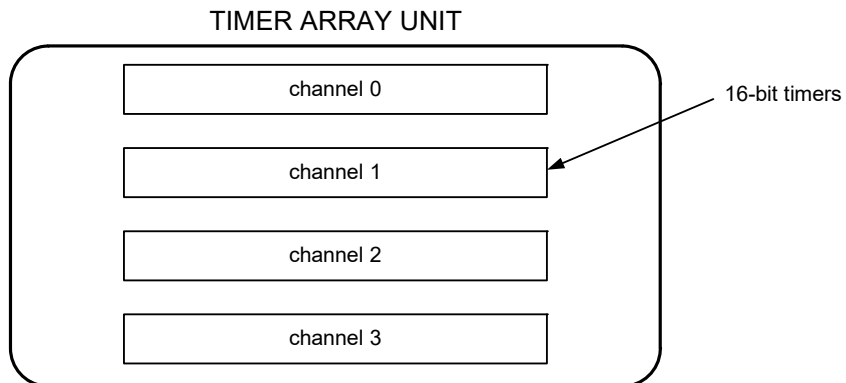 TIMER ARRAY UNIT
channel 0
16-bit timers
channel 1
channel 2
channel 3